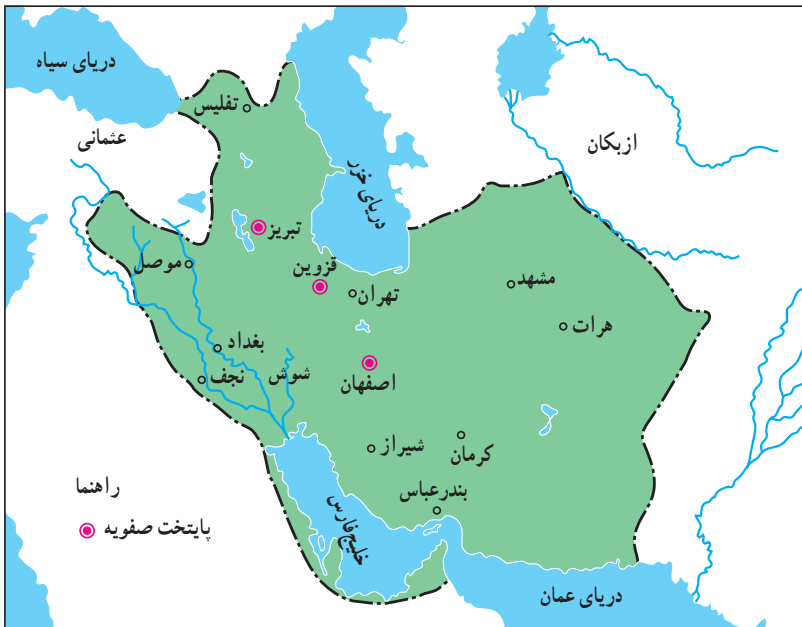 دریای سیاه
تفلیس
عثمانی
ازبکان
دریای خزر
تبریز
قزوین
موصل
تهران
مشهد
هرات
بغداد
شوش
نجف
اصفهان
شیراز
کرمان
بندرعباس
خلیج فارس
دریای عمان
راهنما
پایتخت صفویه